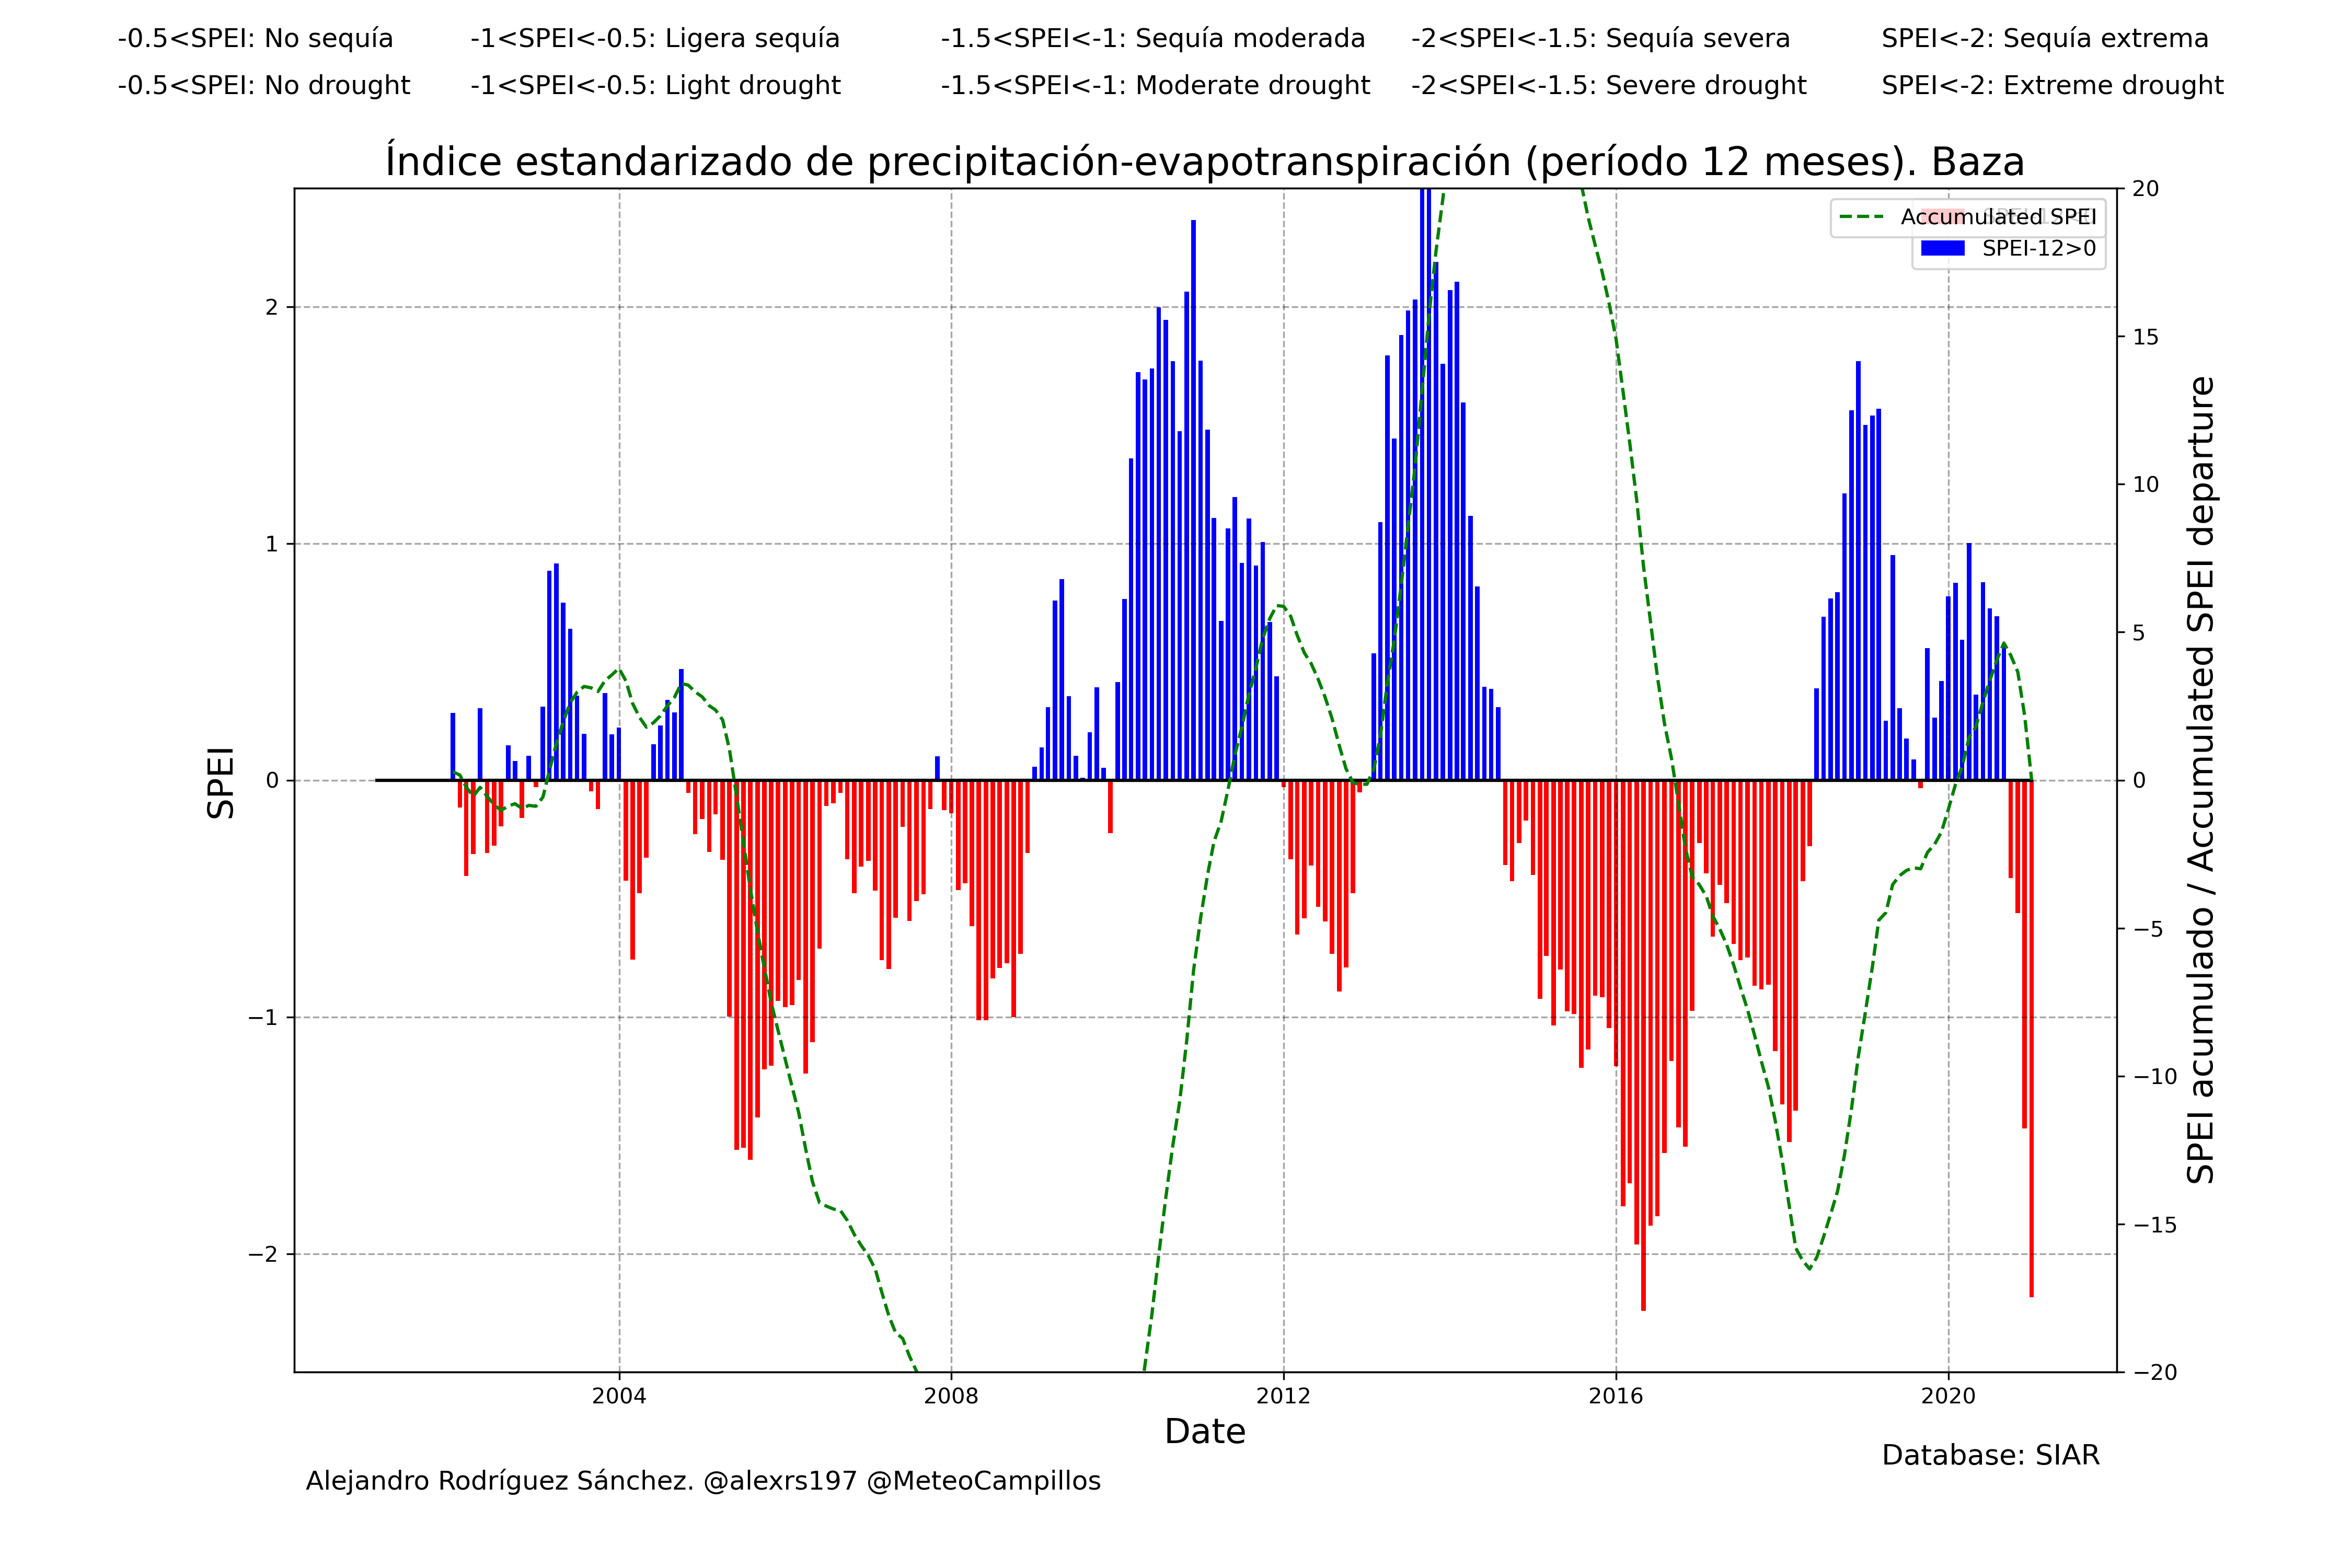 -0.5<SPEI: No sequía
-1<SPEI<-0.5: Ligera sequía
-1.5<SPEI<-1: Sequía moderada
-2<SPEI<-1.5: Sequía severa
SPEI<-2: Sequía extrema
-0.5<SPEI: No drought
-1<SPEI<-0.5: Light drought
-1.5<SPEI<-1: Moderate drought
-2<SPEI<-1.5: Severe drought
SPEI<-2: Extreme drought
Índice estandarizado de precipitación-evapotranspiración (período 12 meses). Baza
Accumulated SPEI
SPEI-12>0
SPEI
2
1
0
−1
−2
20
15
10
5
0
−5
−10
−15
−20
SPEI acumulado / Accumulated SPEI departure
2004
2008
2012
2016
2020
Date
Database: SIAR
Alejandro Rodríguez Sánchez. @alexrs197 @MeteoCampillos